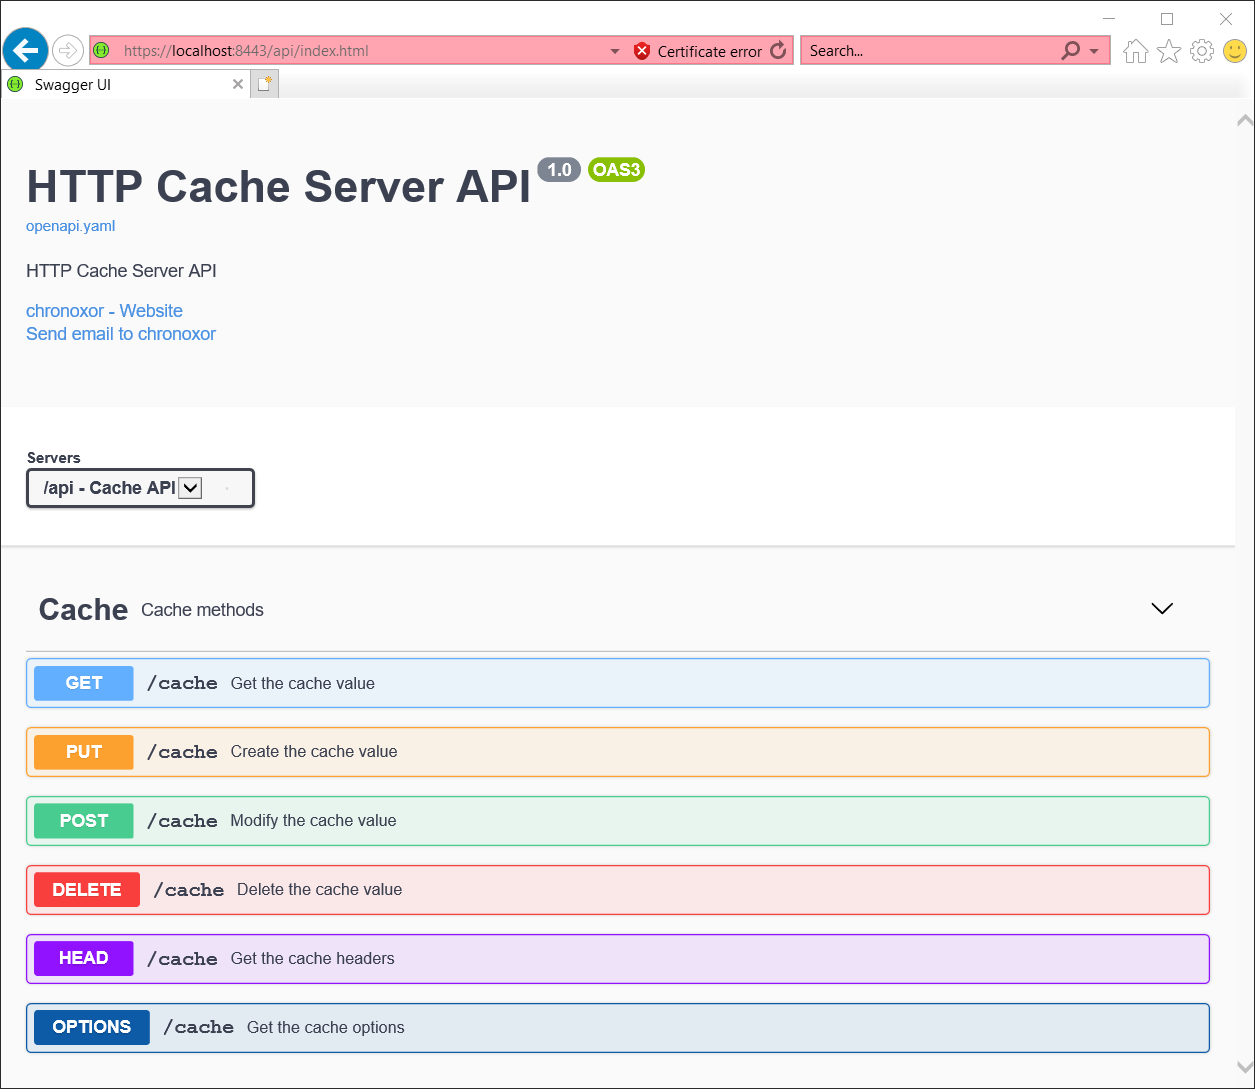 https://localhost:8443/api/index.html Certificate error Search...
Swagger UI
HTTP Cache Server API 1.0 OAS3
openapi.yaml
HTTP Cache Server API
chronoxor - Website
Send email to chronoxor
Servers
/api - Cache API
Cache Cache methods
GET /cache Get the cache value
PUT /cache Create the cache value
POST /cache Modify the cache value
DELETE /cache Delete the cache value
HEAD /cache Get the cache headers
OPTIONS /cache Get the cache options